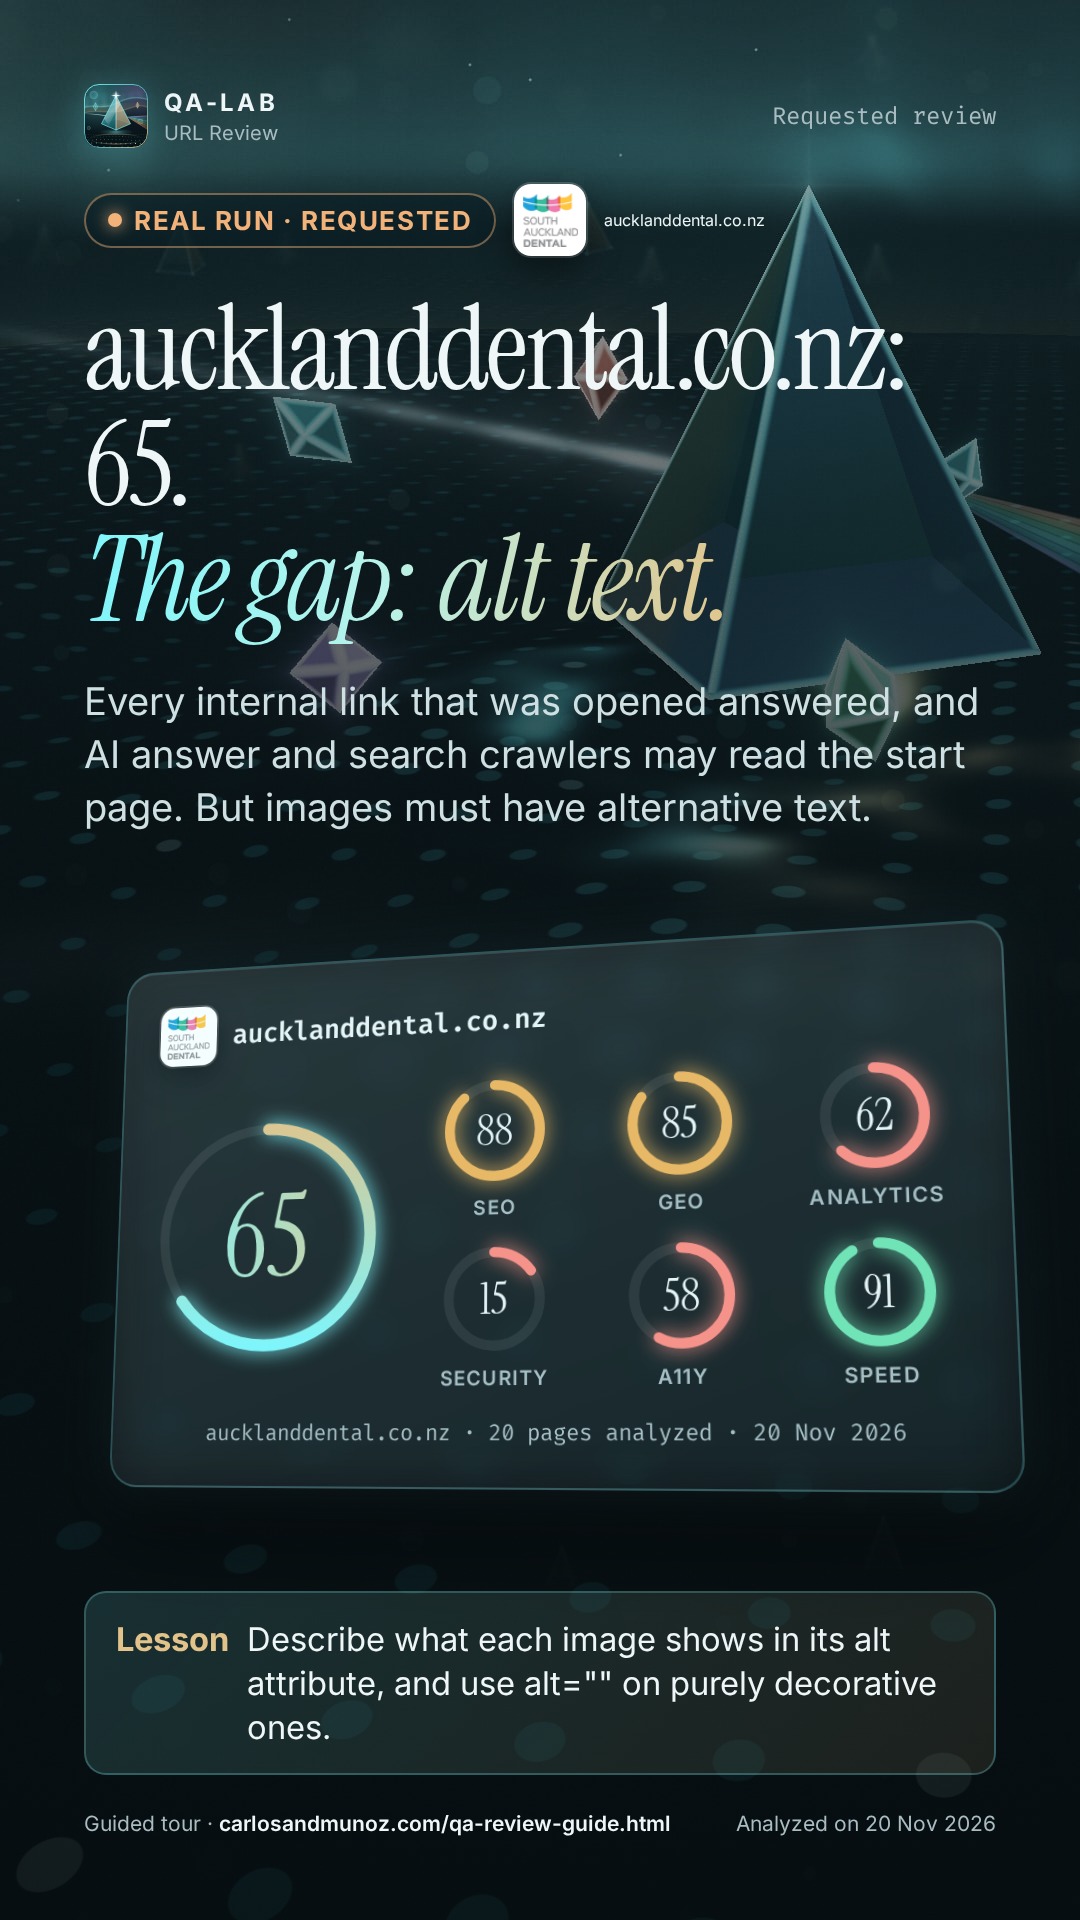 QA-LAB
URL Review
Requested review
REAL RUN · REQUESTED
SOUTH
AUCKLAND
DENTAL
aucklanddental.co.nz
aucklanddental.co.nz:
65.
The gap: alt text.
Every internal link that was opened answered, and
AI answer and search crawlers may read the start
page. But images must have alternative text.
SOUTH
AUCKLAND
DENTAL
aucklanddental.co.nz
65
88
SEO
85
GEO
62
ANALYTICS
15
SECURITY
58
A11Y
91
SPEED
aucklanddental.co.nz · 20 pages analyzed · 20 Nov 2026
Lesson Describe what each image shows in its alt
attribute, and use alt="" on purely decorative
ones.
Guided tour · carlosandmunoz.com/qa-review-guide.html
Analyzed on 20 Nov 2026